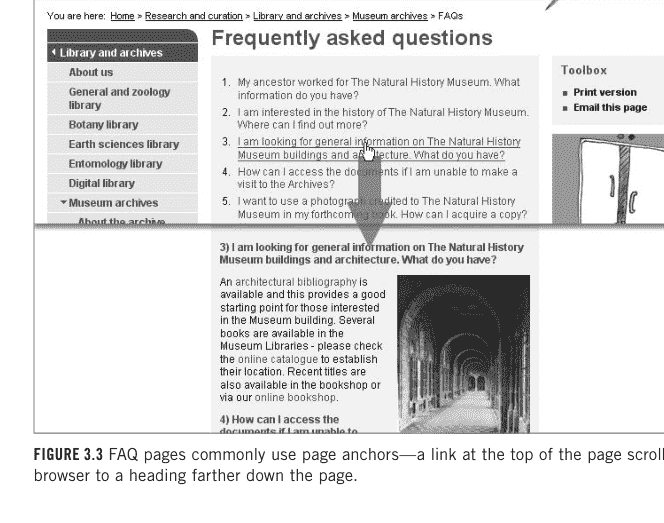 You are here: Home > Research and curation > Library and archives > Museum archives > FAQs
Library and archives
About us
General and zoology
library
Botany library
Earth sciences library
Entomology library
Digital library
Museum archives
About the archive
Frequently asked questions
1. My ancestor worked for The Natural History Museum. What
information do you have?
2. I am interested in the history of The Natural History Museum.
Where can I find out more?
3. I am looking for general information on The Natural History
Museum buildings and architecture. What do you have?
4. How can I access the documents if I am unable to make a
visit to the Archives?
5. I want to use a photograph credited to The Natural History
Museum in my forthcoming book. How can I acquire a copy?
Toolbox
Print version
Email this page
3) I am looking for general information on The Natural History
Museum buildings and architecture. What do you have?
An architectural bibliography is
available and this provides a good
starting point for those interested
in the Museum building. Several
books are available in the
Museum Libraries - please check
the online catalogue to establish
their location. Recent titles are
also available in the bookshop or
via our online bookshop.
4) How can I access the
documents if I am unable to
FIGURE 3.3 FAQ pages commonly use page anchors—a link at the top of the page scroll
browser to a heading farther down the page.